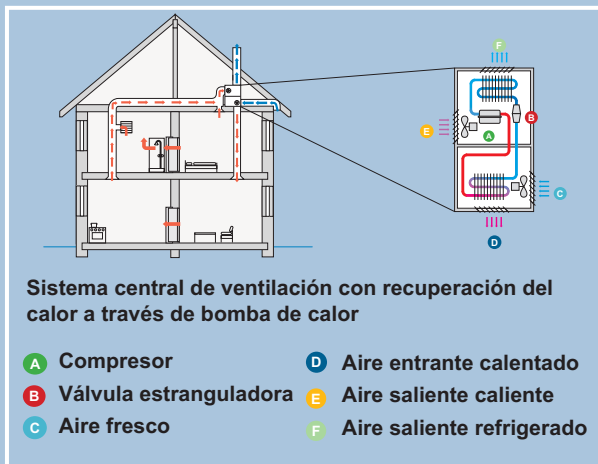 F
E
A
B
C
D
Sistema central de ventilación con recuperación del
calor a través de bomba de calor
A Compresor
B Válvula estranguladora
C Aire fresco
D Aire entrante calentado
E Aire saliente caliente
F Aire saliente refrigerado